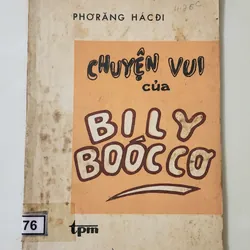 PHƠRĂNG HÁCĐI
CHUYỆN VUI
của
BILY
BOÓCCƠ
76
tpm